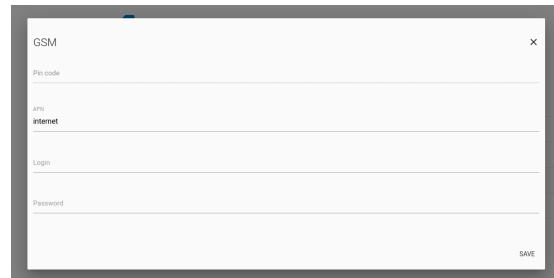 GSM
Pin code
APN
internet
Login
Password
SAVE